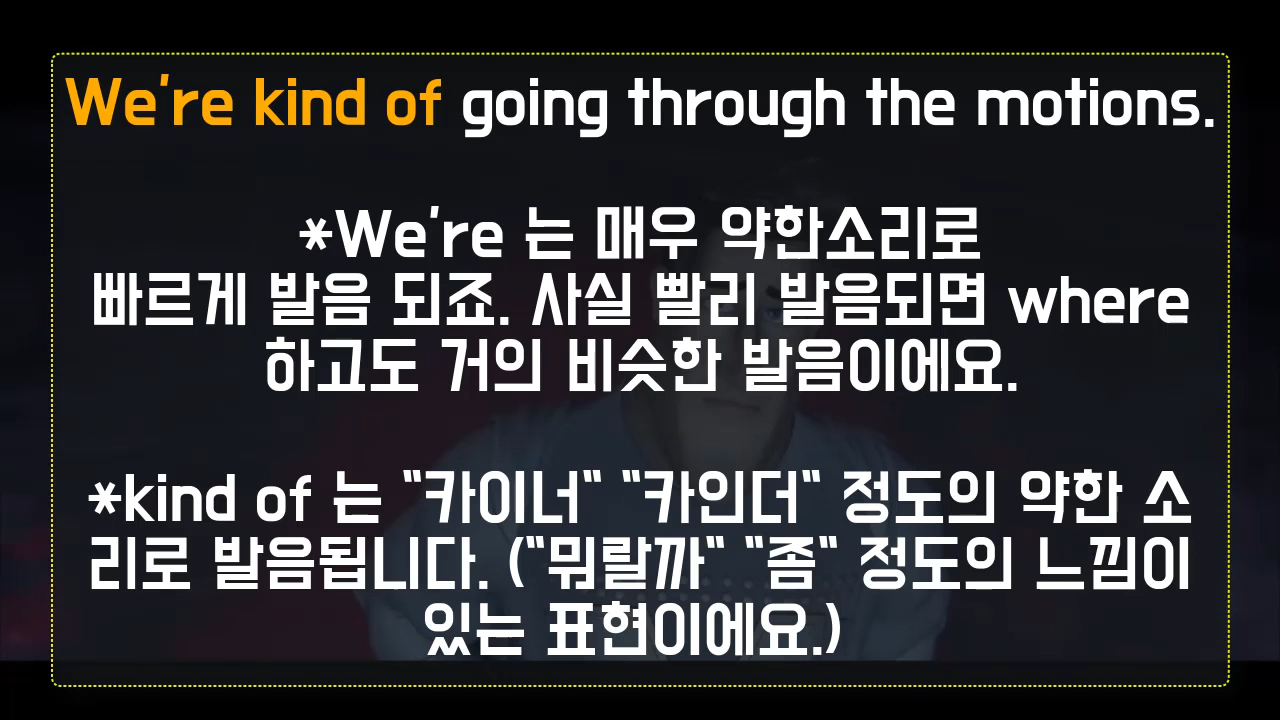 We're kind of going through the motions.
*We're 는 매우 약한소리로
빠르게 발음 되죠. 사실 빨리 발음되면 where
하고도 거의 비슷한 발음이에요.
*kind of 는 "카이너" "카인더" 정도의 약한 소
리로 발음됩니다. ("뭐랄까" "좀" 정도의 느낌이
있는 표현이에요.)